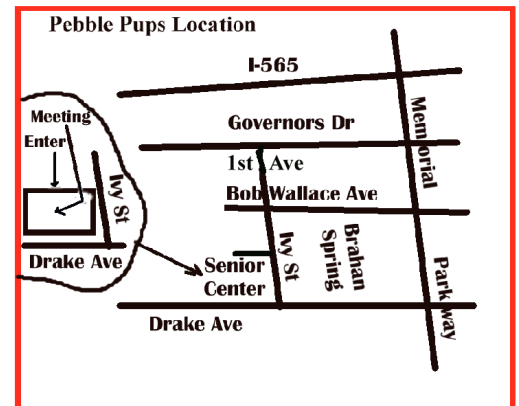 Pebble Pups Location
I-565
Meeting
Enter
Governors Dr
Memorial
1st Ave
Bob Wallace Ave
Ivy St
Drake Ave
Senior
Center
Ivy St
Brahan
Spring
Parkway
Drake Ave